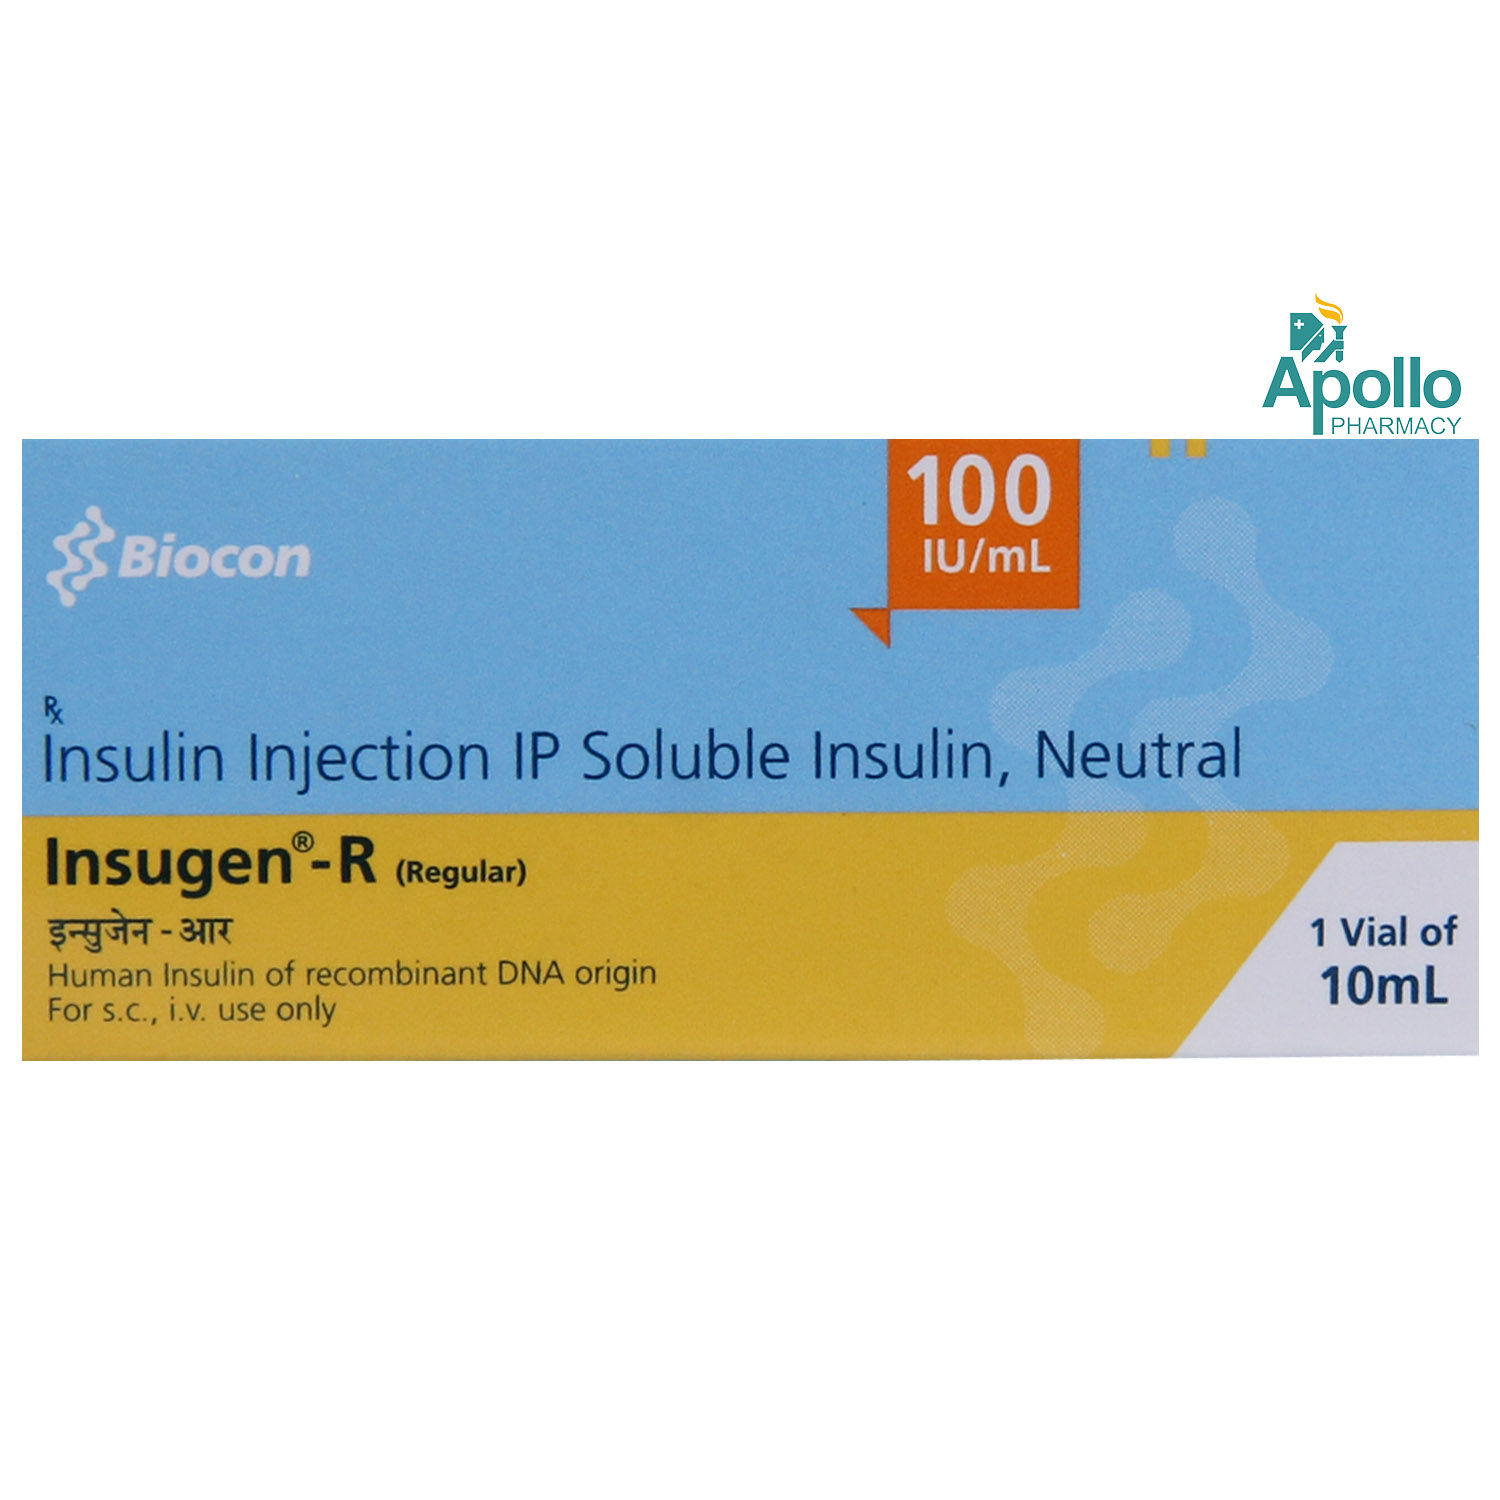 Apollo
PHARMACY
100
IU/mL
Biocon
Rx
Insulin Injection IP Soluble Insulin, Neutral
Insugen®-R (Regular)
इन्सुजेन - आर
Human Insulin of recombinant DNA origin
For s.c., i.v. use only
1 Vial of
10mL